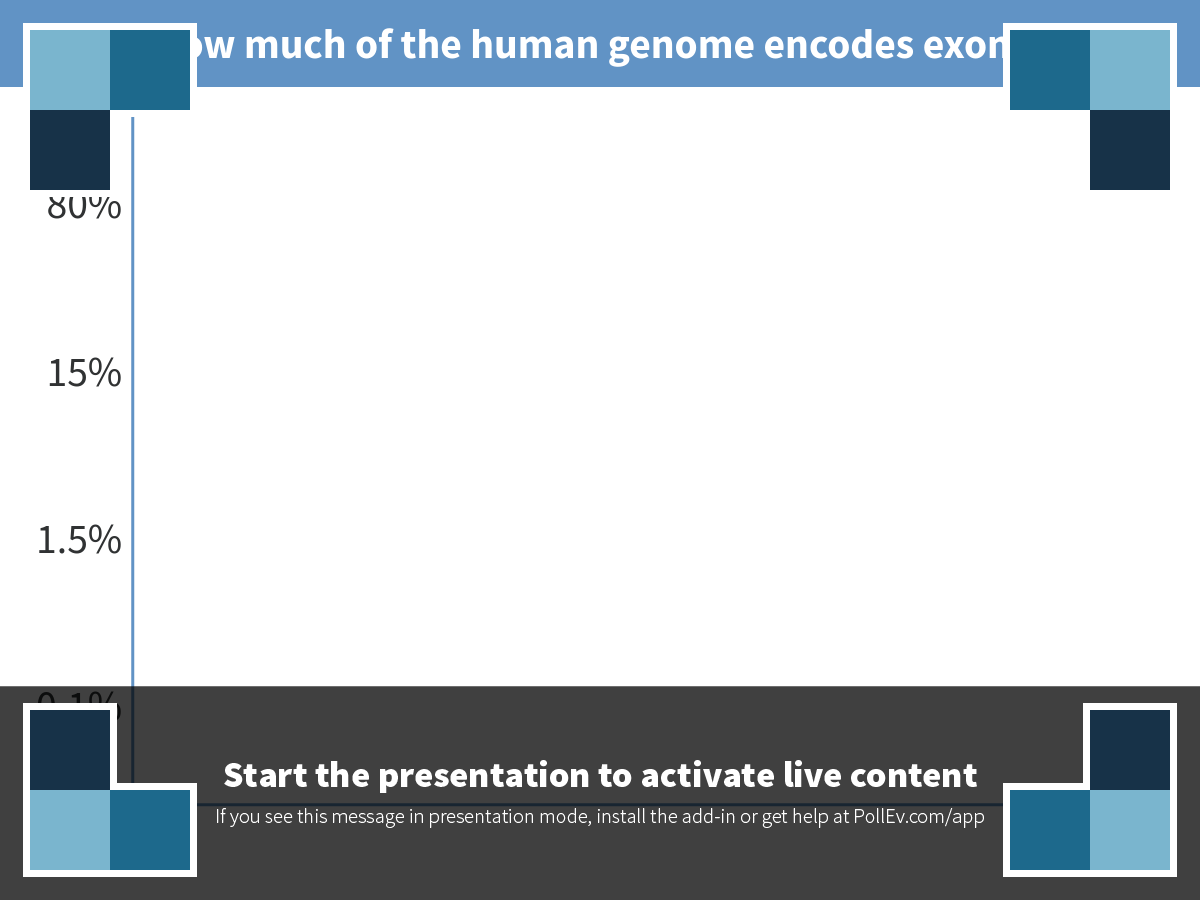 ow much of the human genome encodes exon
80%
15%
1.5%
0.1%
Start the presentation to activate live content
If you see this message in presentation mode, install the add-in or get help at PollEv.com/app